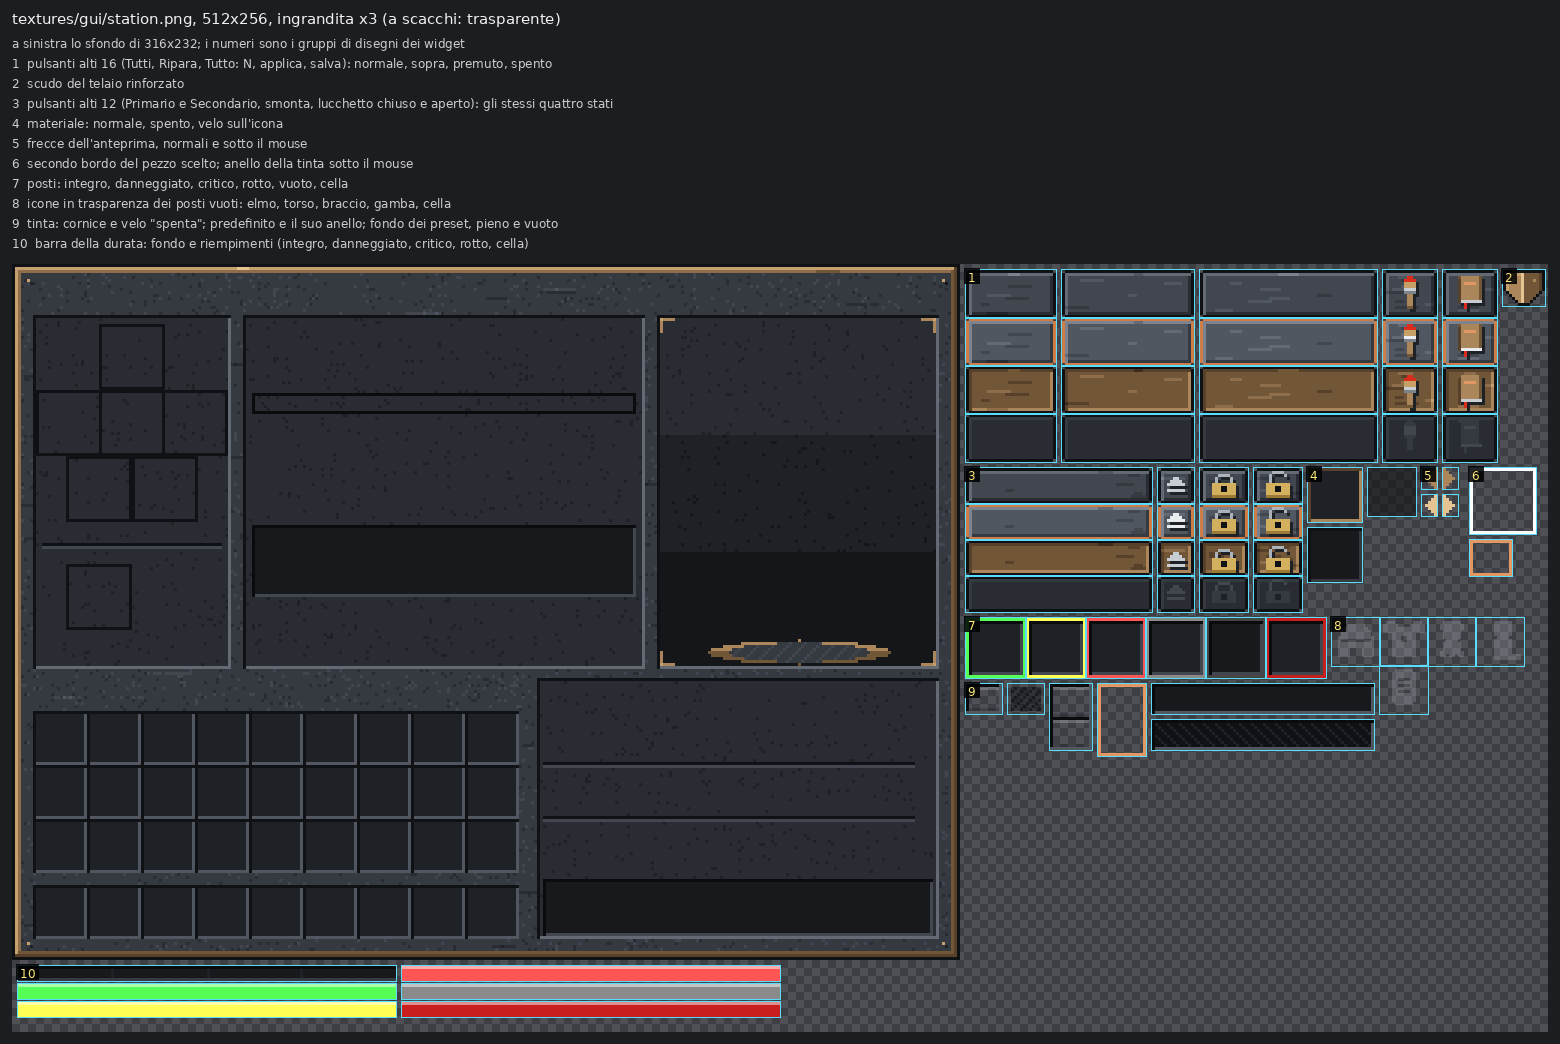 textures/gui/station.png, 512x256, ingrandita x3 (a scacchi: trasparente)
a sinistra lo sfondo di 316x232; i numeri sono i gruppi di disegni dei widget
1 pulsanti alti 16 (Tutti, Ripara, Tutto: N, applica, salva): normale, sopra, premuto, spento
2 scudo del telaio rinforzato
3 pulsanti alti 12 (Primario e Secondario, smonta, lucchetto chiuso e aperto): gli stessi quattro stati
4 materiale: normale, spento, velo sull'icona
5 frecce dell'anteprima, normali e sotto il mouse
6 secondo bordo del pezzo scelto; anello della tinta sotto il mouse
7 posti: integro, danneggiato, critico, rotto, vuoto, cella
8 icone in trasparenza dei posti vuoti: elmo, torso, braccio, gamba, cella
9 tinta: cornice e velo "spenta"; predefinito e il suo anello; fondo dei preset, pieno e vuoto
10 barra della durata: fondo e riempimenti (integro, danneggiato, critico, rotto, cella)
1
2
3
4
5
6
7
8
9
10